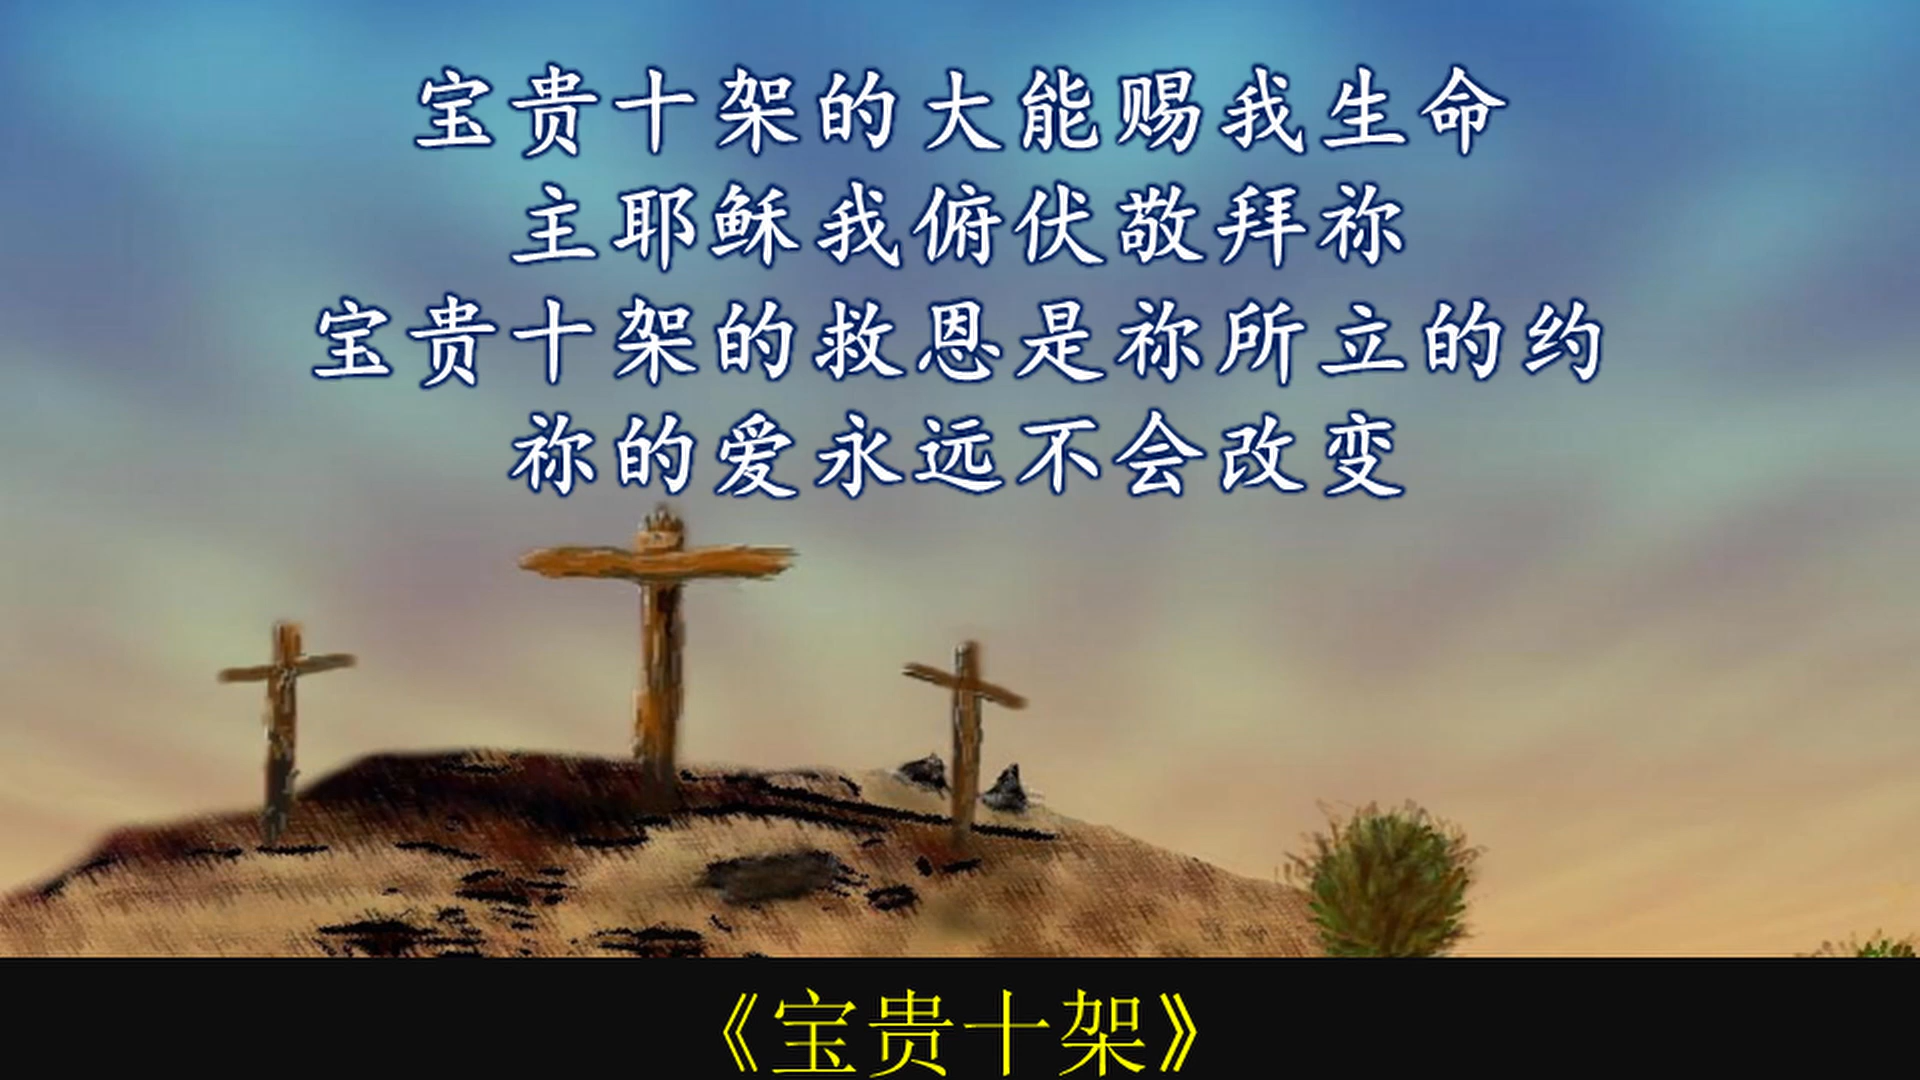 宝贵十架的大能赐我生命
主耶稣我俯伏敬拜祢
宝贵十架的救恩是祢所立的约
祢的爱永远不会改变
《宝贵十架》